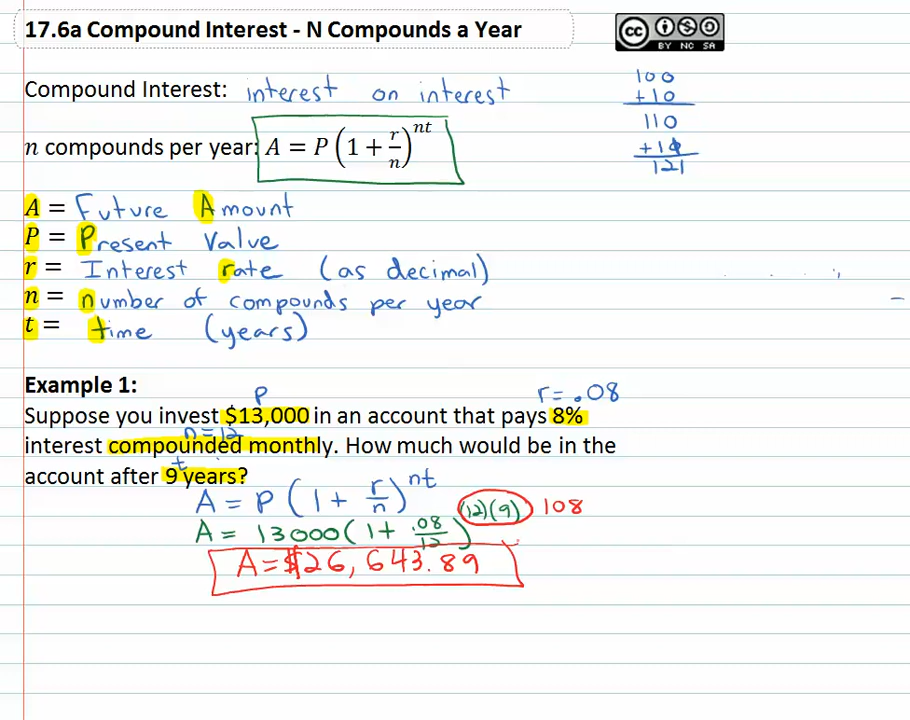 17.6a Compound Interest - N Compounds a Year
cc BY NC SA
Compound Interest: interest on interest
100
+10
110
+11
121
n compounds per year: A = P(1 + r/n)^nt
A = Future Amount
P = Present Value
r = Interest rate (as decimal)
n = number of compounds per year
t = time (years)
Example 1:
P
r = .08
Suppose you invest $13,000 in an account that pays 8%
n = 12
interest compounded monthly. How much would be in the
t
account after 9 years?
A = P(1 + r/n)^nt
A = 13000(1 + .08/12)^(12)(9) 108
A = $26,643.89